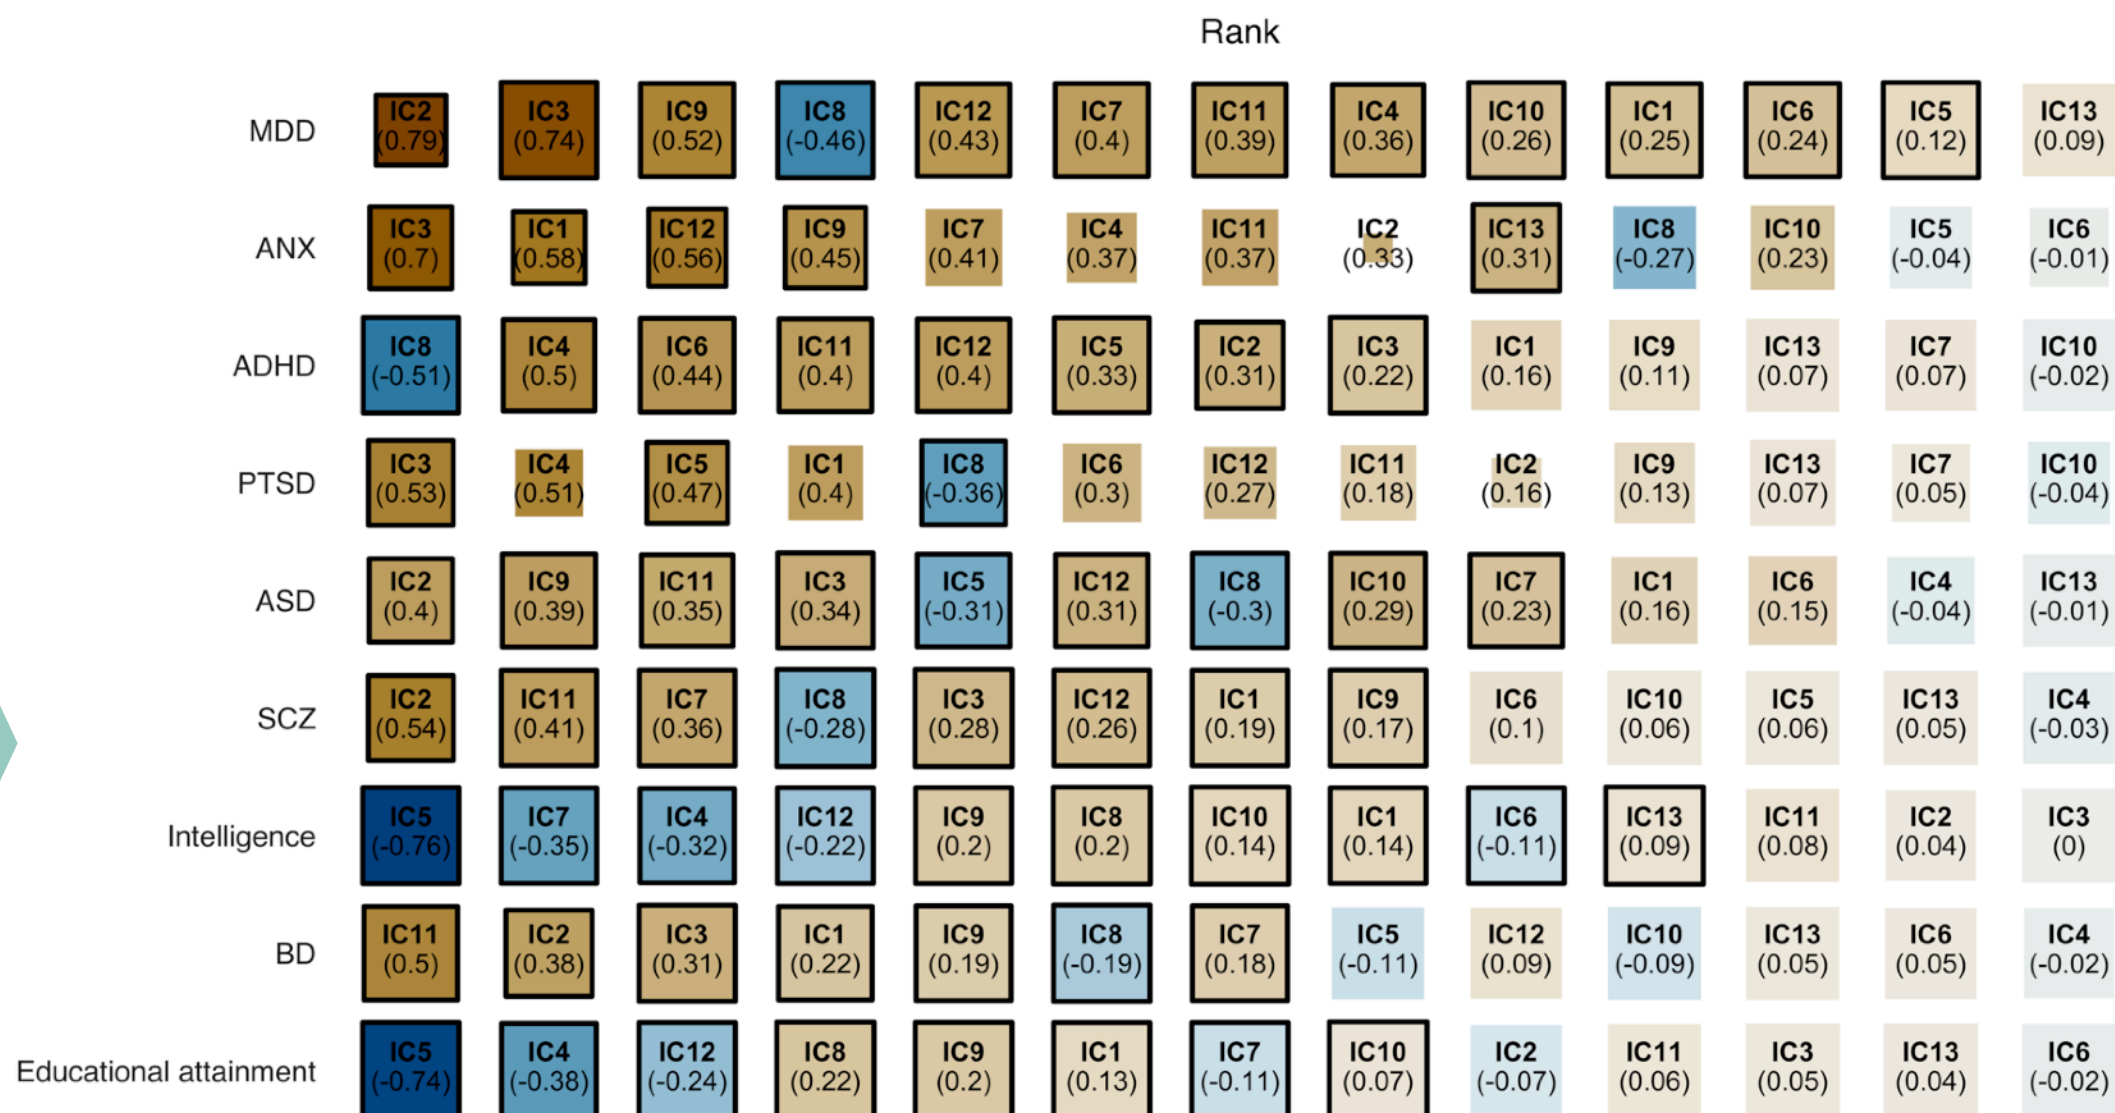 Rank
MDD IC2 IC3 IC9 IC8 IC12 IC7 IC11 IC4 IC10 IC1 IC6 IC5 IC13
(0.79) (0.74) (0.52) (-0.46) (0.43) (0.4) (0.39) (0.36) (0.26) (0.25) (0.24) (0.12) (0.09)
ANX IC3 IC1 IC12 IC9 IC7 IC4 IC11 IC2 IC13 IC8 IC10 IC5 IC6
(0.7) (0.58) (0.56) (0.45) (0.41) (0.37) (0.37) (0.33) (0.31) (-0.27) (0.23) (-0.04) (-0.01)
ADHD IC8 IC4 IC6 IC11 IC12 IC5 IC2 IC3 IC1 IC9 IC13 IC7 IC10
(-0.51) (0.5) (0.44) (0.4) (0.4) (0.33) (0.31) (0.22) (0.16) (0.11) (0.07) (0.07) (-0.02)
PTSD IC3 IC4 IC5 IC1 IC8 IC6 IC12 IC11 IC2 IC9 IC13 IC7 IC10
(0.53) (0.51) (0.47) (0.4) (-0.36) (0.3) (0.27) (0.18) (0.16) (0.13) (0.07) (0.05) (-0.04)
ASD IC2 IC9 IC11 IC3 IC5 IC12 IC8 IC10 IC7 IC1 IC6 IC4 IC13
(0.4) (0.39) (0.35) (0.34) (-0.31) (0.31) (-0.3) (0.29) (0.23) (0.16) (0.15) (-0.04) (-0.01)
SCZ IC2 IC11 IC7 IC8 IC3 IC12 IC1 IC9 IC6 IC10 IC5 IC13 IC4
(0.54) (0.41) (0.36) (-0.28) (0.28) (0.26) (0.19) (0.17) (0.1) (0.06) (0.06) (0.05) (-0.03)
Intelligence IC5 IC7 IC4 IC12 IC9 IC8 IC10 IC1 IC6 IC13 IC11 IC2 IC3
(-0.76) (-0.35) (-0.32) (-0.22) (0.2) (0.2) (0.14) (0.14) (-0.11) (0.09) (0.08) (0.04) (0)
BD IC11 IC2 IC3 IC1 IC9 IC8 IC7 IC5 IC12 IC10 IC13 IC6 IC4
(0.5) (0.38) (0.31) (0.22) (0.19) (-0.19) (0.18) (-0.11) (0.09) (-0.09) (0.05) (0.05) (-0.02)
Educational attainment IC5 IC4 IC12 IC8 IC9 IC1 IC7 IC10 IC2 IC11 IC3 IC13 IC6
(-0.74) (-0.38) (-0.24) (0.22) (0.2) (0.13) (-0.11) (0.07) (-0.07) (0.06) (0.05) (0.04) (-0.02)